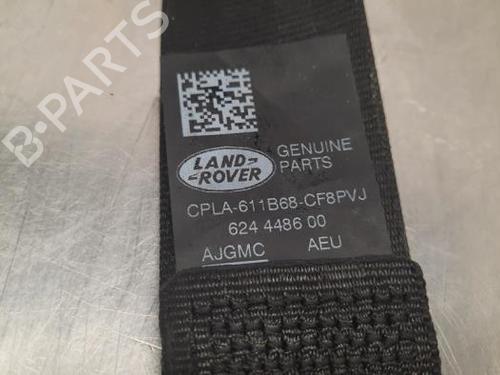 B-PARTS
LAND-
ROVER
GENUINE
PARTS
CPLA-611B68-CF8PVJ
624 4486 00
AJGMC AEU